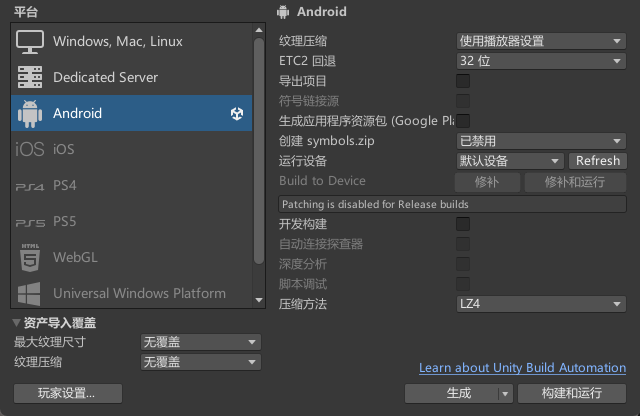 平台
Windows, Mac, Linux
Dedicated Server
Android
iOS iOS
PS4 PS4
PS5 PS5
HTML 5 WebGL
Universal Windows Platform
资产导入覆盖
最大纹理尺寸 无覆盖
纹理压缩 无覆盖
玩家设置...
Android
纹理压缩 使用播放器设置
ETC2 回退 32 位
导出项目
符号链接源
生成应用程序资源包 (Google Pla
创建 symbols.zip 已禁用
运行设备 默认设备 Refresh
Build to Device 修补 修补和运行
Patching is disabled for Release builds
开发构建
自动连接探查器
深度分析
脚本调试
压缩方法 LZ4
Learn about Unity Build Automation
生成 构建和运行